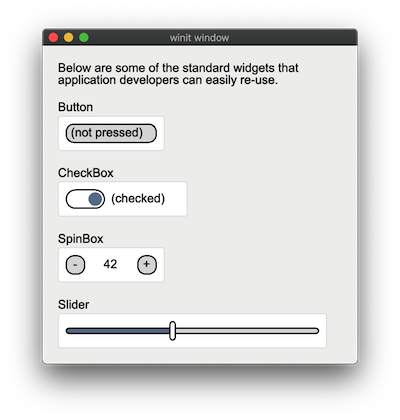 winit window
Below are some of the standard widgets that
application developers can easily re-use.
Button
(not pressed)
CheckBox
(checked)
SpinBox
- 42 +
Slider